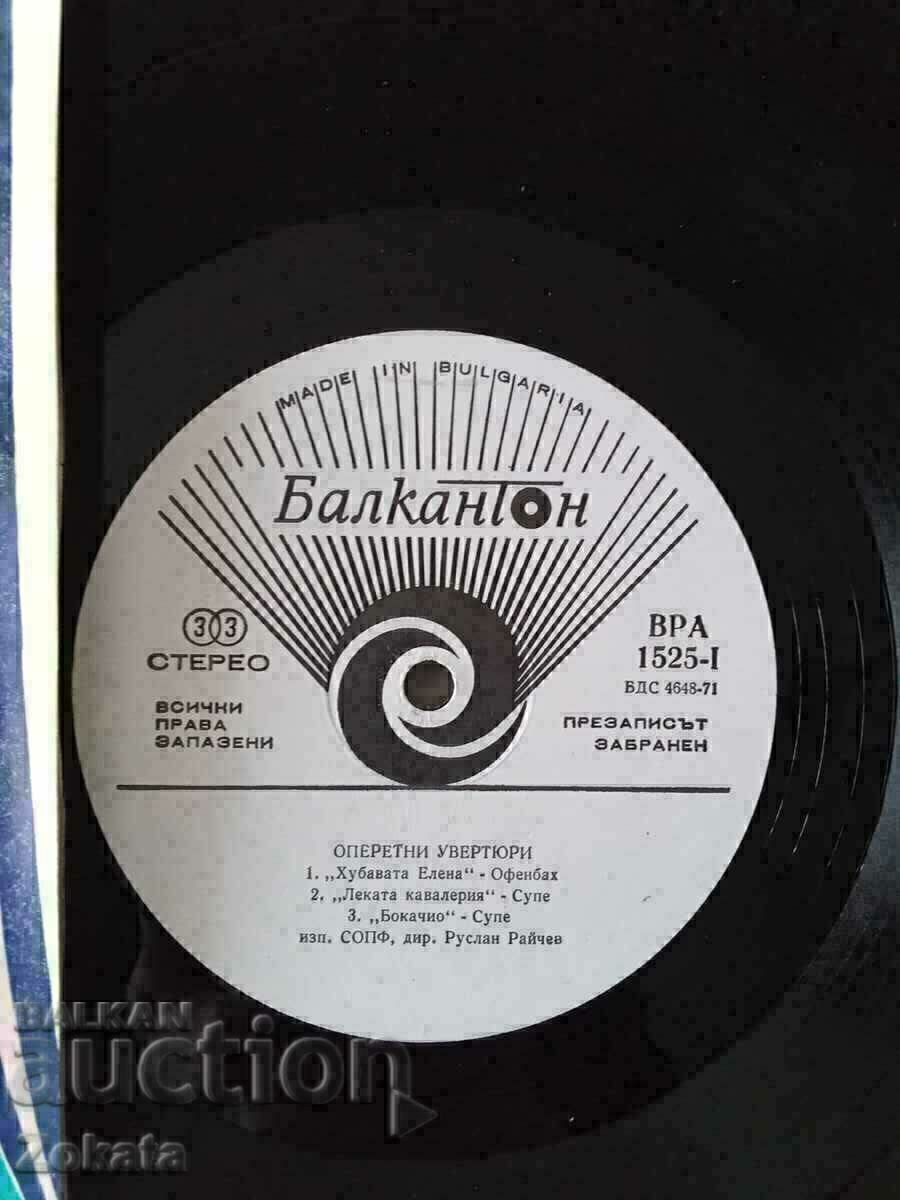 MADE IN BULGARIA
Балкантон
33
СТЕРЕО
ВСИЧКИ
ПРАВА
ЗАПАЗЕНИ
ВРА
1525-I
БДС 4648-71
ПРЕЗАПИСЪТ
ЗАБРАНЕН
ОПЕРЕТНИ УВЕРТЮРИ
1. „Хубавата Елена“ - Офенбах
2. „Леката кавалерия“ - Супе
3. „Бокачио“ - Супе
изп. СОПФ, дир. Руслан Райчев
BALKAN
auction
Zokata